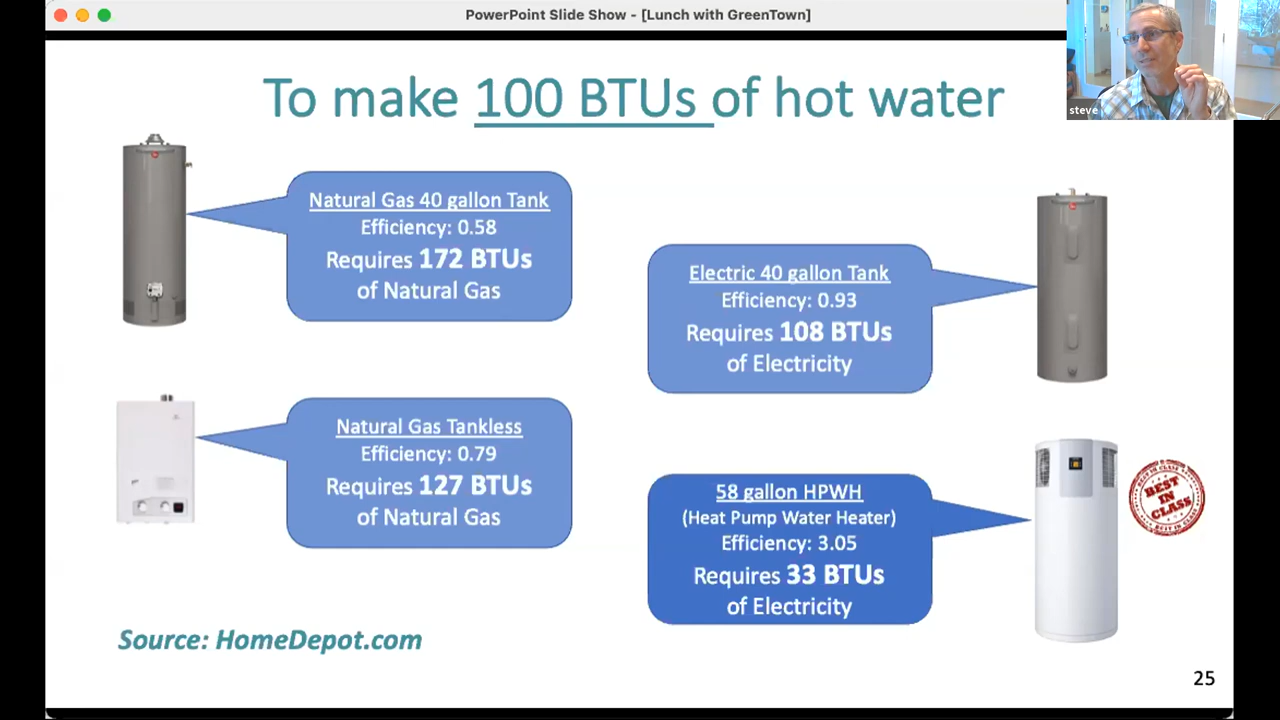 PowerPoint Slide Show - [Lunch with GreenTown]
steve
To make 100 BTUs of hot water
Natural Gas 40 gallon Tank
Efficiency: 0.58
Requires 172 BTUs
of Natural Gas
Electric 40 gallon Tank
Efficiency: 0.93
Requires 108 BTUs
of Electricity
Natural Gas Tankless
Efficiency: 0.79
Requires 127 BTUs
of Natural Gas
58 gallon HPWH
(Heat Pump Water Heater)
Efficiency: 3.05
Requires 33 BTUs
of Electricity
BEST IN CLASS
BEST
IN
CLASS
Source: HomeDepot.com
25